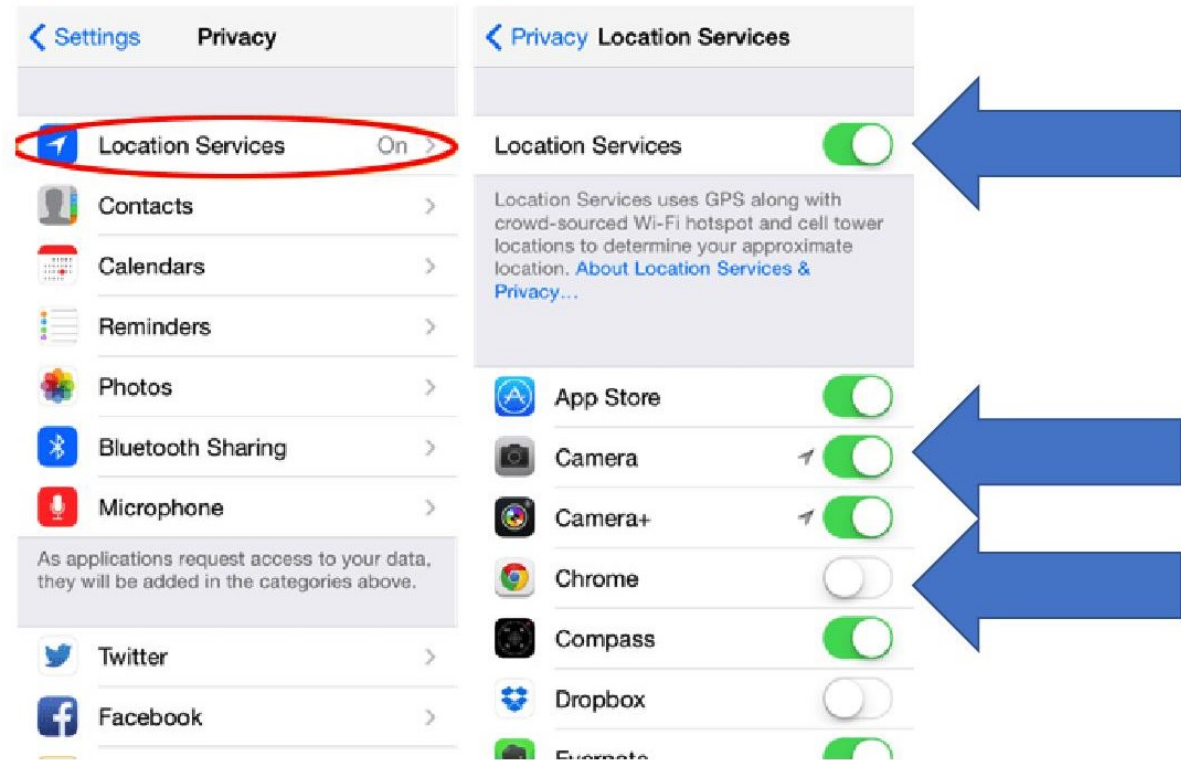 Settings Privacy
Location Services On
Contacts
Calendars
Reminders
Photos
Bluetooth Sharing
Microphone
As applications request access to your data,
they will be added in the categories above.
Twitter
Facebook
Privacy Location Services
Location Services
Location Services uses GPS along with
crowd-sourced Wi-Fi hotspot and cell tower
locations to determine your approximate
location. About Location Services &
Privacy...
App Store
Camera
Camera+
Chrome
Compass
Dropbox
Evernote